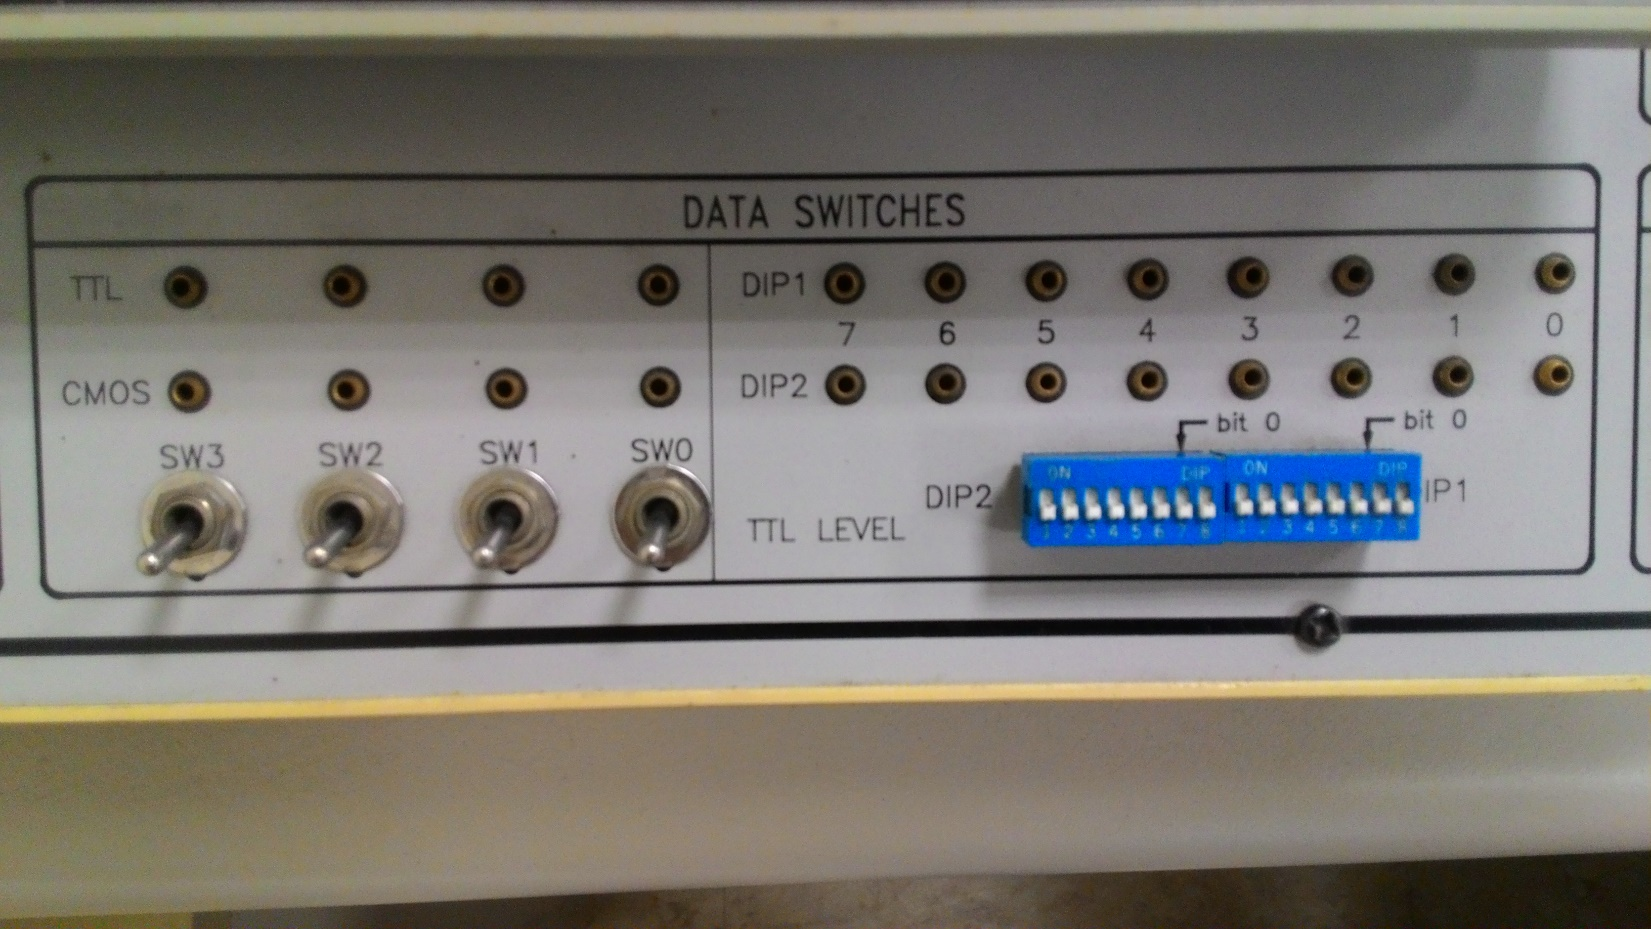 DATA SWITCHES
TTL
DIP1
7 6 5 4 3 2 1 0
CMOS
DIP2
bit 0 bit 0
SW3 SW2 SW1 SW0
ON DIP ON DIP
DIP2 IP1
TTL LEVEL
1 2 3 4 5 6 7 8 1 2 3 4 5 6 7 8